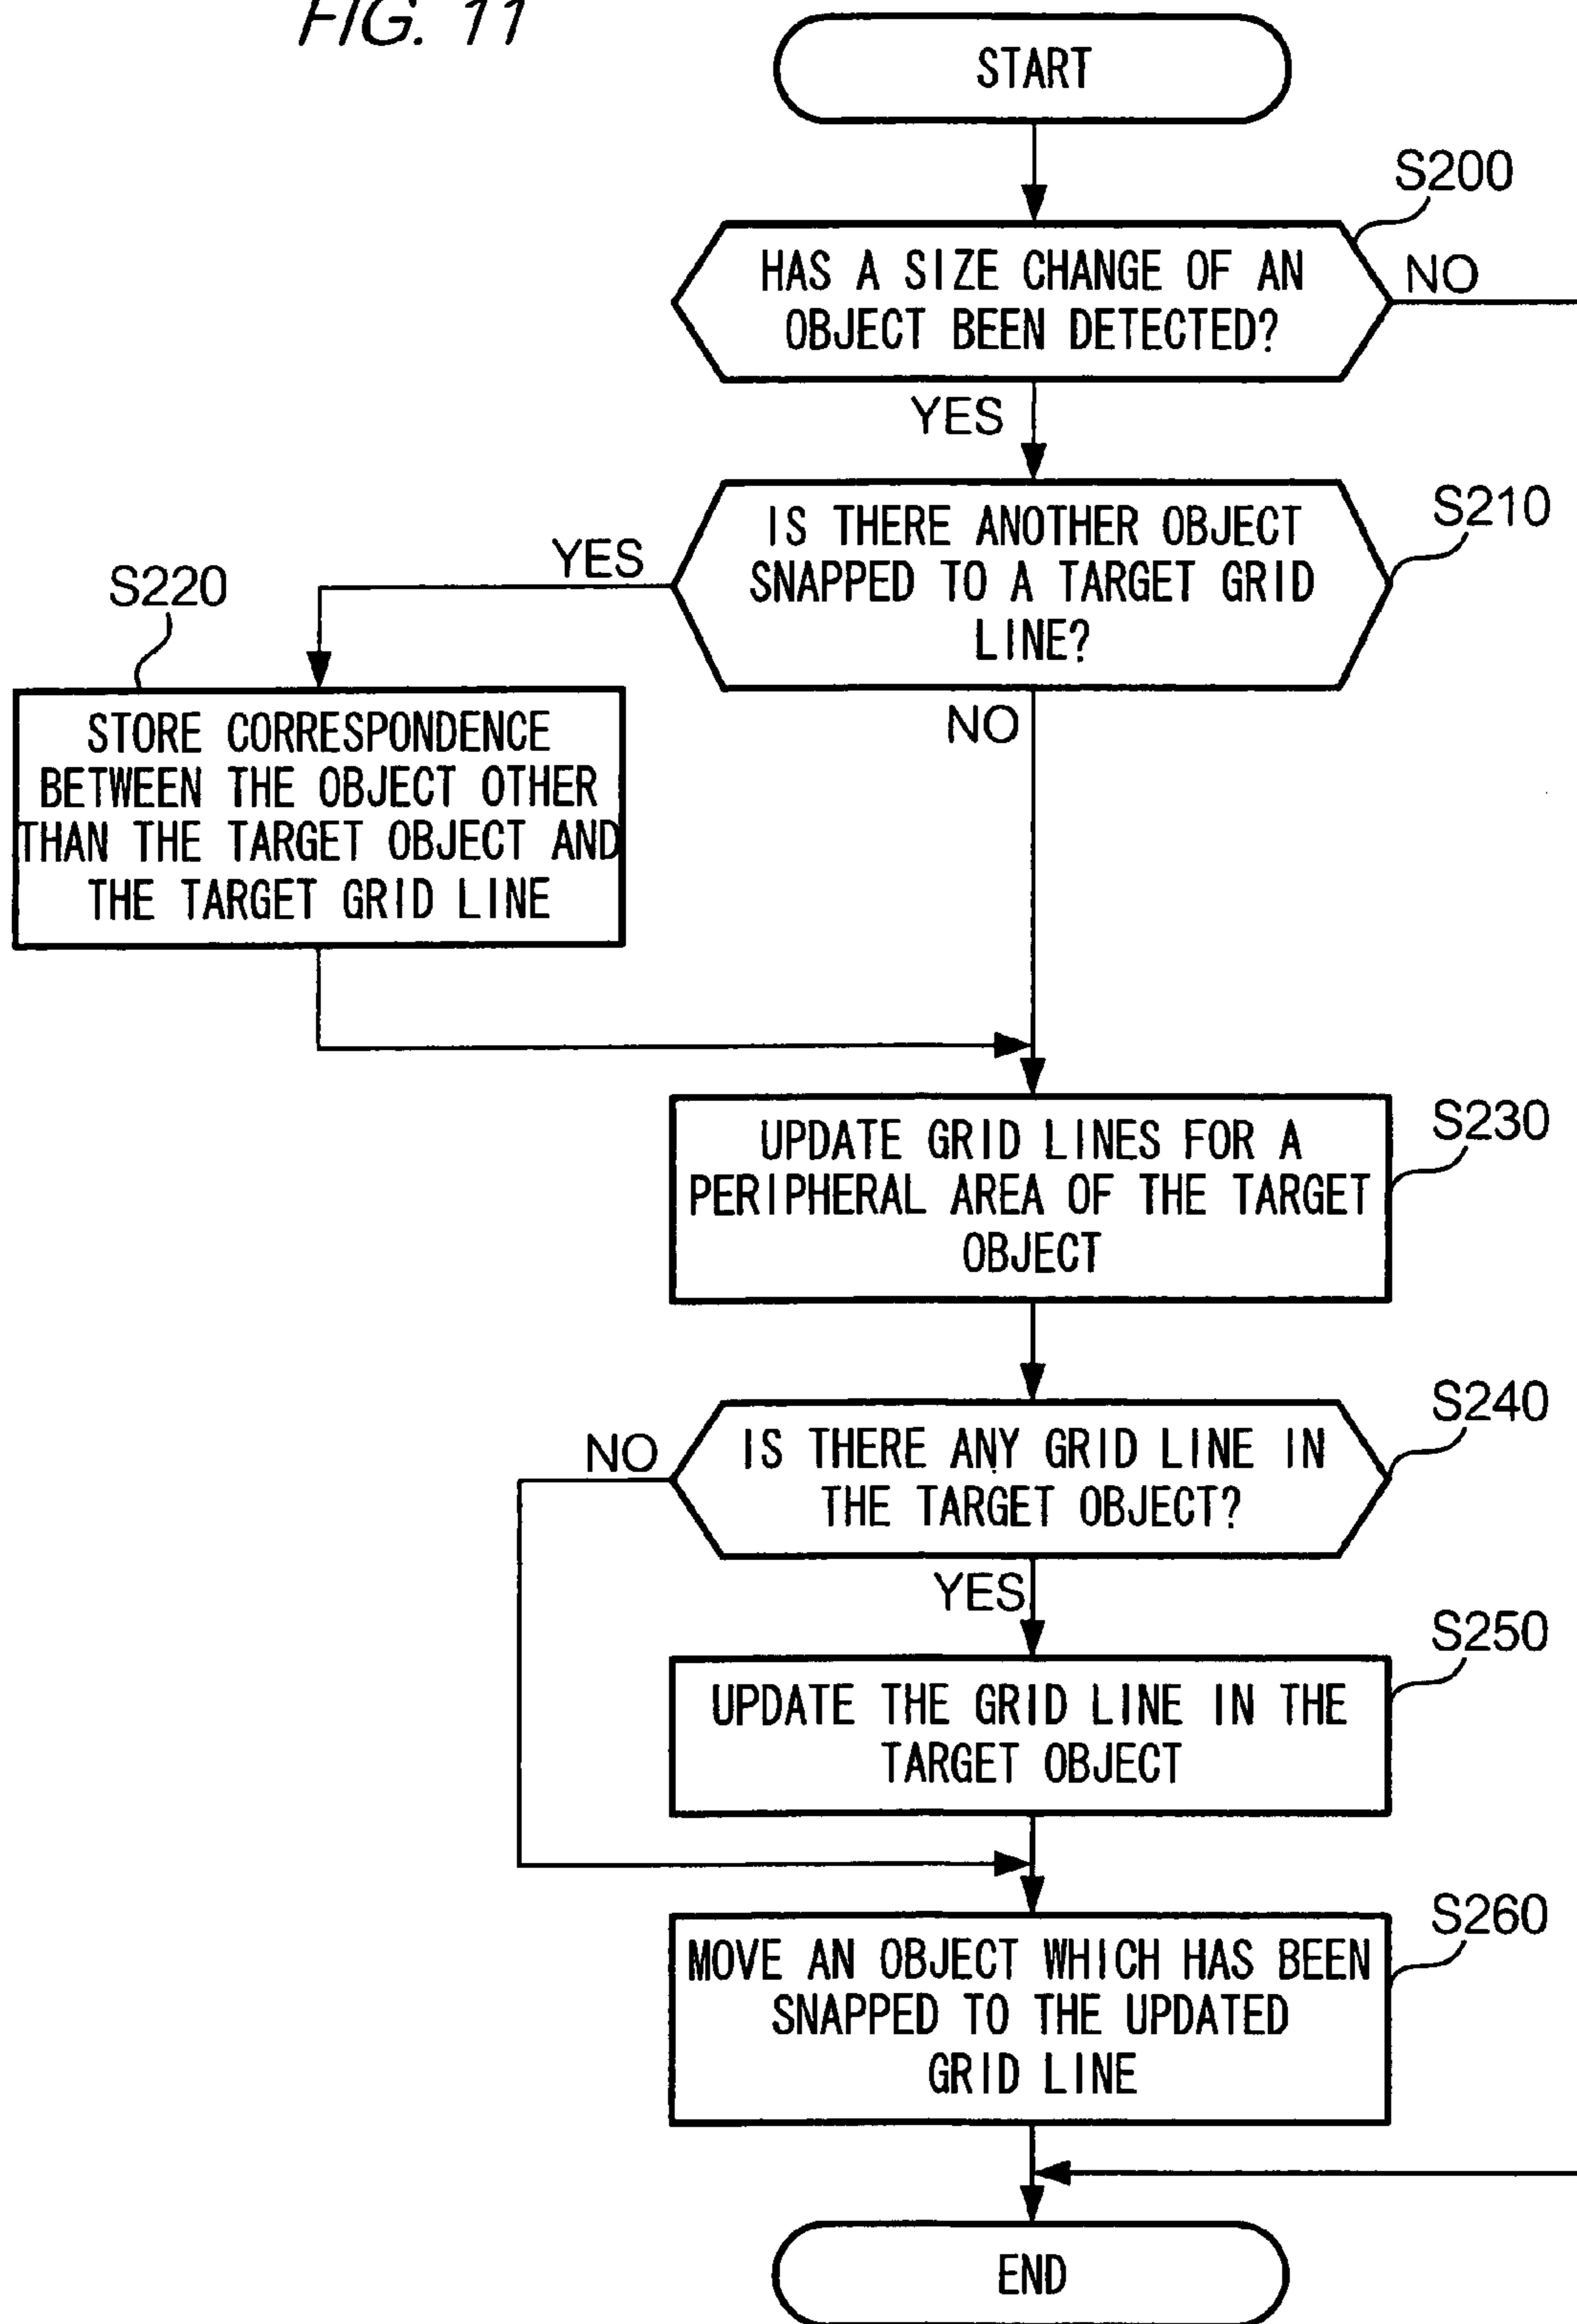 FIG. 11
START
S200
HAS A SIZE CHANGE OF AN
OBJECT BEEN DETECTED?
NO
YES
S210
IS THERE ANOTHER OBJECT
SNAPPED TO A TARGET GRID
LINE?
YES
NO
S220
STORE CORRESPONDENCE
BETWEEN THE OBJECT OTHER
THAN THE TARGET OBJECT AND
THE TARGET GRID LINE
S230
UPDATE GRID LINES FOR A
PERIPHERAL AREA OF THE TARGET
OBJECT
S240
IS THERE ANY GRID LINE IN
THE TARGET OBJECT?
NO
YES
S250
UPDATE THE GRID LINE IN THE
TARGET OBJECT
S260
MOVE AN OBJECT WHICH HAS BEEN
SNAPPED TO THE UPDATED
GRID LINE
END